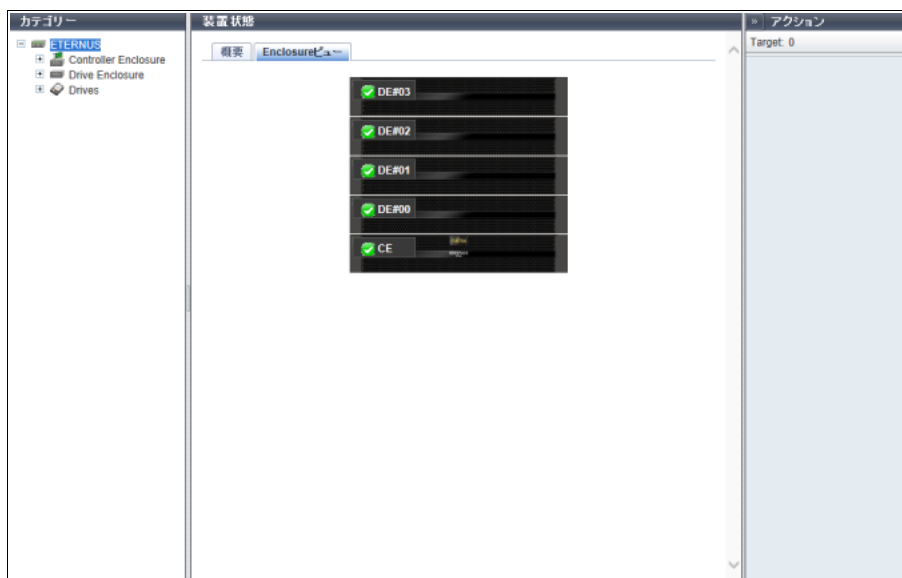 カテゴリー
装置状態
» アクション
ETERNUS
Controller Enclosure
Drive Enclosure
Drives
概要
Enclosureビュー
Target: 0
DE#03
DE#02
DE#01
DE#00
CE